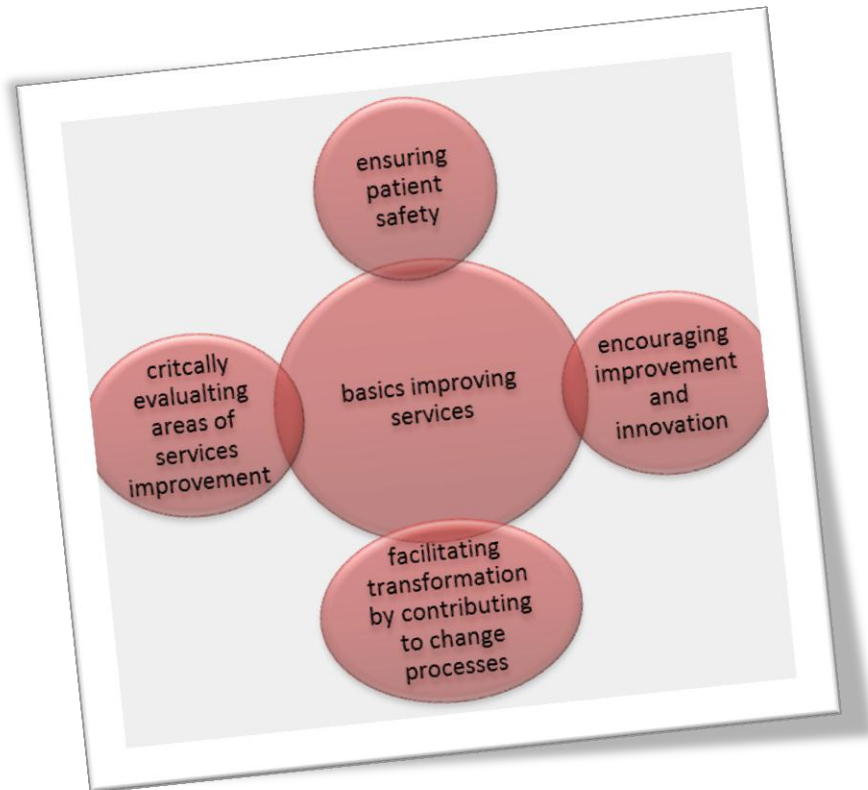 ensuring
patient
safety
critcally
evaluailting
areas of
services
improvement
basics improving
services
encouraging
improvement
and
innovation
facilitating
transformation
by contributing
to change
processes